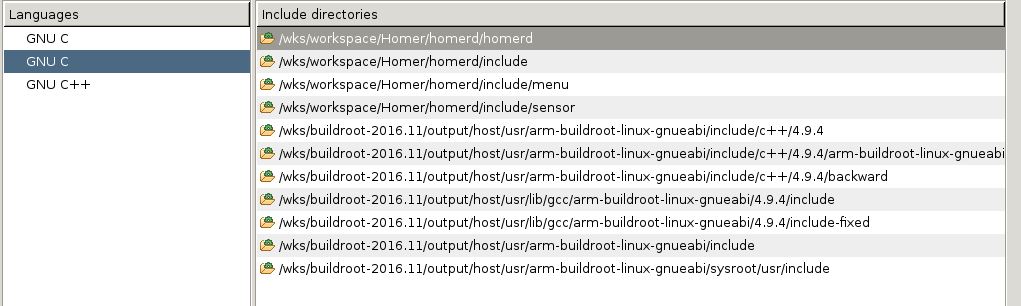 Languages
GNU C
GNU C
GNU C++
Include directories
/wks/workspace/Homer/homerd/homerd
/wks/workspace/Homer/homerd/include
/wks/workspace/Homer/homerd/include/menu
/wks/workspace/Homer/homerd/include/sensor
/wks/buildroot-2016.11/output/host/usr/arm-buildroot-linux-gnueabi/include/c++/4.9.4
/wks/buildroot-2016.11/output/host/usr/arm-buildroot-linux-gnueabi/include/c++/4.9.4/arm-buildroot-linux-gnueabi
/wks/buildroot-2016.11/output/host/usr/arm-buildroot-linux-gnueabi/include/c++/4.9.4/backward
/wks/buildroot-2016.11/output/host/usr/lib/gcc/arm-buildroot-linux-gnueabi/4.9.4/include
/wks/buildroot-2016.11/output/host/usr/lib/gcc/arm-buildroot-linux-gnueabi/4.9.4/include-fixed
/wks/buildroot-2016.11/output/host/usr/arm-buildroot-linux-gnueabi/include
/wks/buildroot-2016.11/output/host/usr/arm-buildroot-linux-gnueabi/sysroot/usr/include